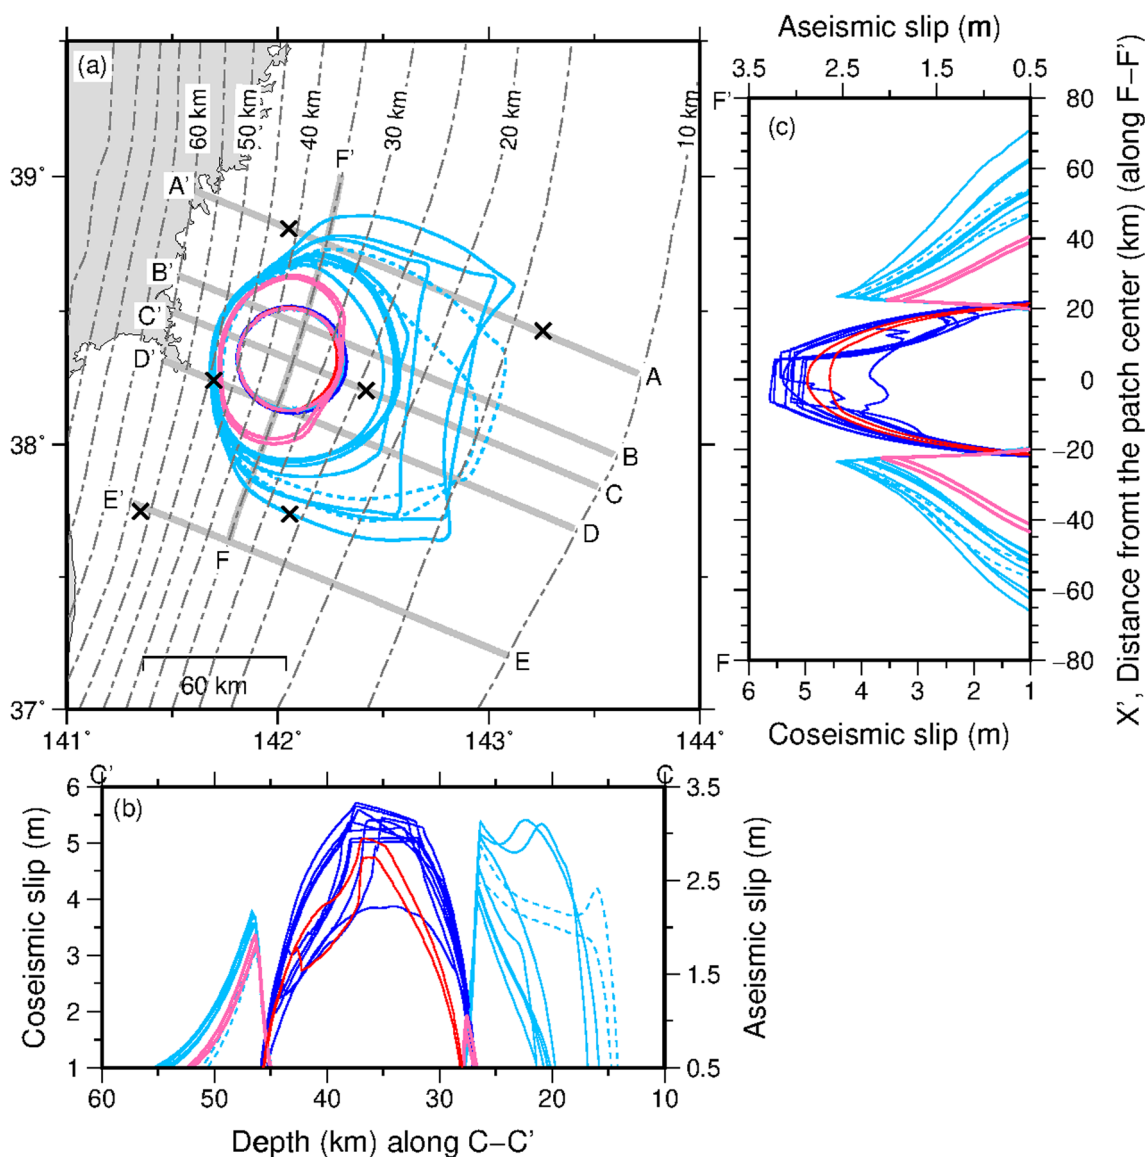 (a)
60 km
50 km
40 km
30 km
20 km
10 km
39°
38°
37°
141°
142°
143°
144°
A'
B'
C'
D'
E'
F'
A
B
C
D
E
F
60 km
Aseismic slip (m)
3.5
2.5
1.5
0.5
F'
(c)
80
60
40
20
0
−20
−40
−60
−80
F
6
5
4
3
2
1
Coseismic slip (m)
X', Distance fromt the patch center (km) (along F−F')
C'
C
(b)
6
5
4
3
2
1
Coseismic slip (m)
3.5
2.5
1.5
0.5
Aseismic slip (m)
60
50
40
30
20
10
Depth (km) along C−C'